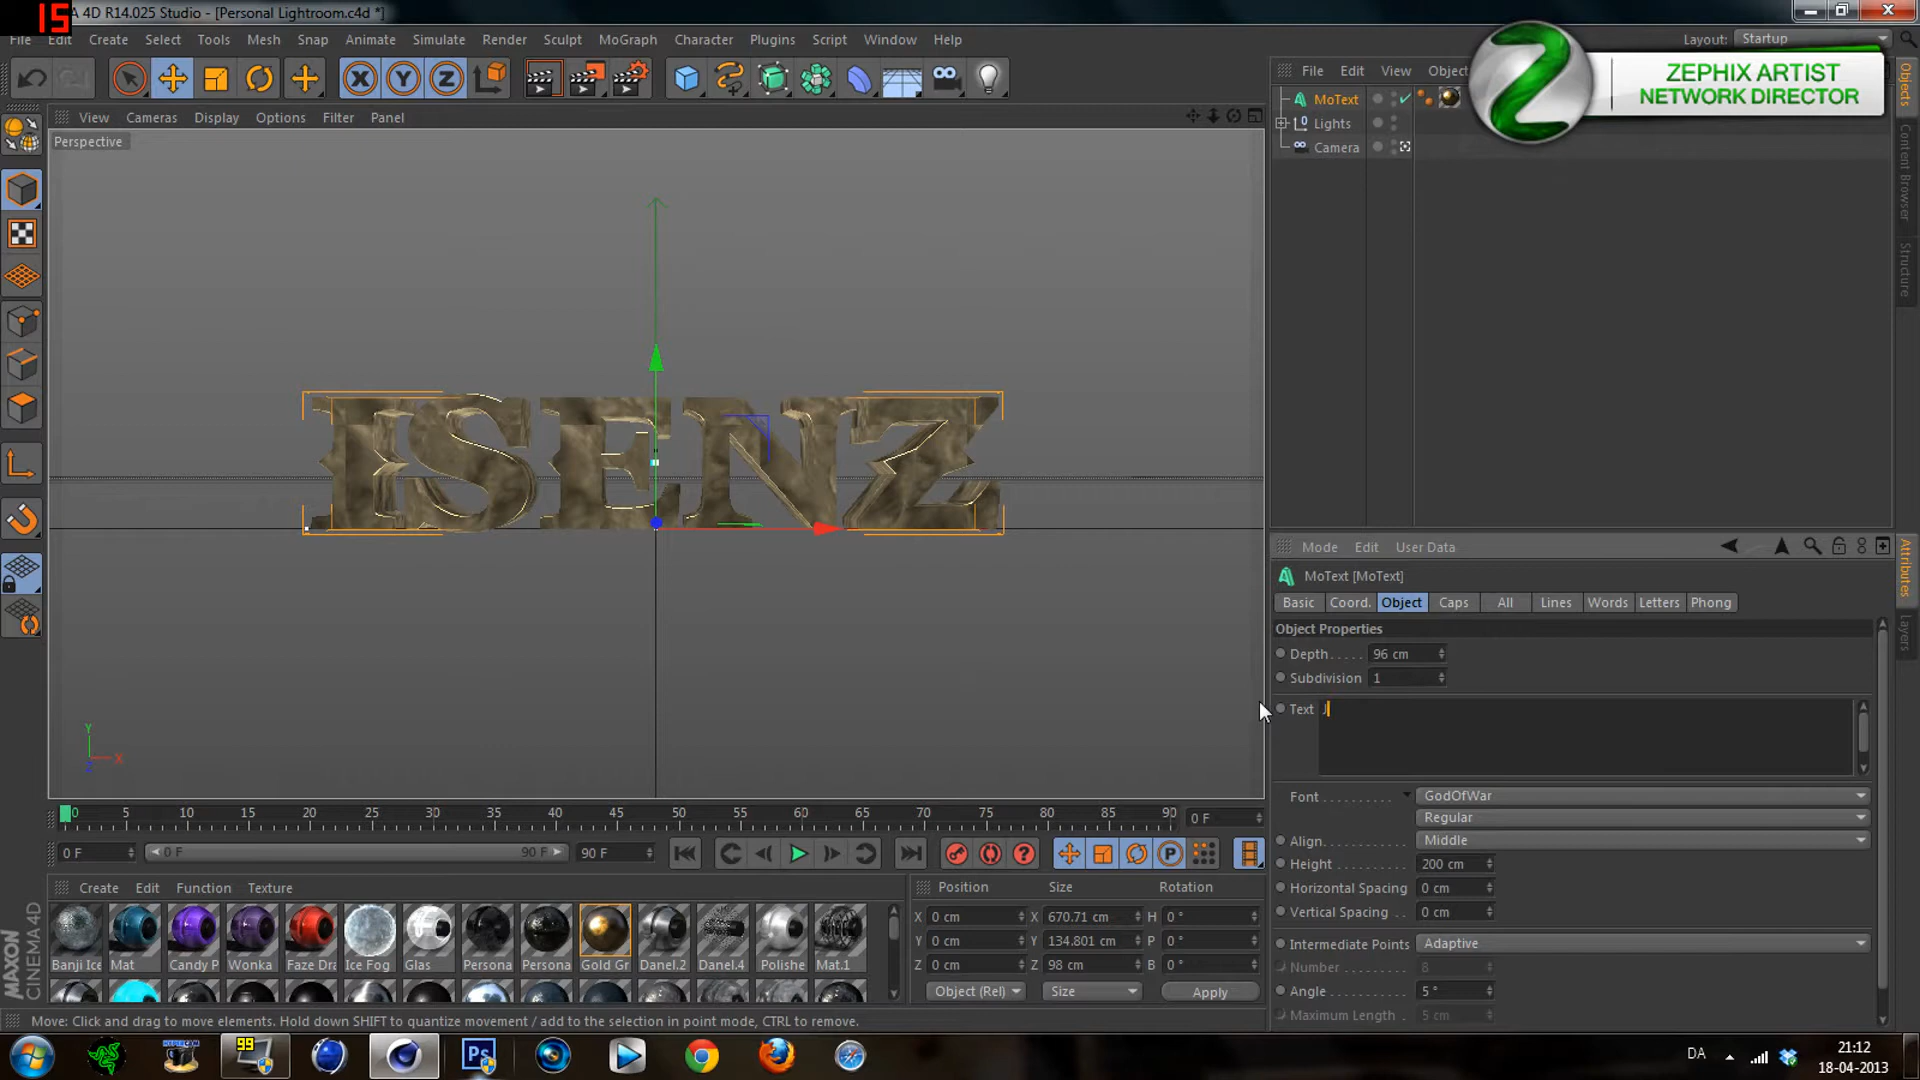 15
A 4D R14.025 Studio - [Personal Lightroom.c4d *]
File Edit Create Select Tools Mesh Snap Animate Simulate Render Sculpt MoGraph Character Plugins Script Window Help
Layout: Startup
File Edit View Object
ZEPHIX ARTIST
NETWORK DIRECTOR
MoText
Lights
Camera
View Cameras Display Options Filter Panel
Perspective
ISENZ
Y
X
Z
Objects
Content Browser
Structure
Mode Edit User Data
MoText [MoText]
Basic Coord. Object Caps All Lines Words Letters Phong
Object Properties
Depth..... 96 cm
Subdivision 1
Text J
Font .......... GodOfWar
Regular
Align......... Middle
Height....... 200 cm
Horizontal Spacing 0 cm
Vertical Spacing .. 0 cm
Intermediate Points Adaptive
Number ....... 8
Angle ......... 5 °
Maximum Length . 5 cm
Attributes
Layers
0 5 10 15 20 25 30 35 40 45 50 55 60 65 70 75 80 85 90 0 F
0 F 0 F 90 F 90 F
Create Edit Function Texture
Banji Ice Mat Candy P Wonka Faze Dra Ice Fog Glas Persona Persona Gold Gr Danel.2 Danel.4 Polishe Mat.1
Position Size Rotation
X 0 cm X 670.71 cm H 0 °
Y 0 cm Y 134.801 cm P 0 °
Z 0 cm Z 98 cm B 0 °
Object (Rel) Size Apply
MAXON
CINEMA 4D
Move: Click and drag to move elements. Hold down SHIFT to quantize movement / add to the selection in point mode, CTRL to remove.
HYPERCAM
99
Ps
DA
21:12
18-04-2013